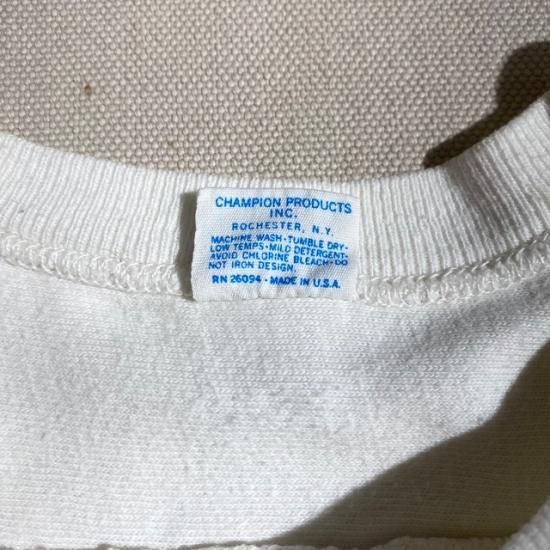 CHAMPION PRODUCTS
INC.
ROCHESTER, N.Y.
MACHINE WASH•TUMBLE DRY•
LOW TEMPS•MILD DETERGENT•
AVOID CHLORINE BLEACH•DO
NOT IRON DESIGN.
RN 26094 • MADE IN U.S.A.